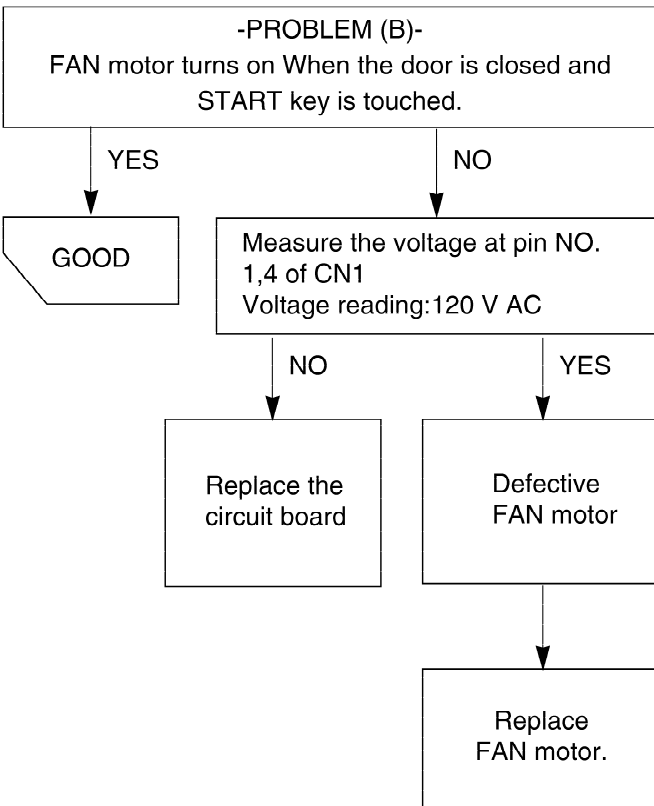 -PROBLEM (B)-
FAN motor turns on When the door is closed and
START key is touched.
YES
NO
GOOD
Measure the voltage at pin NO.
1,4 of CN1
Voltage reading:120 V AC
NO
YES
Replace the
circuit board
Defective
FAN motor
Replace
FAN motor.